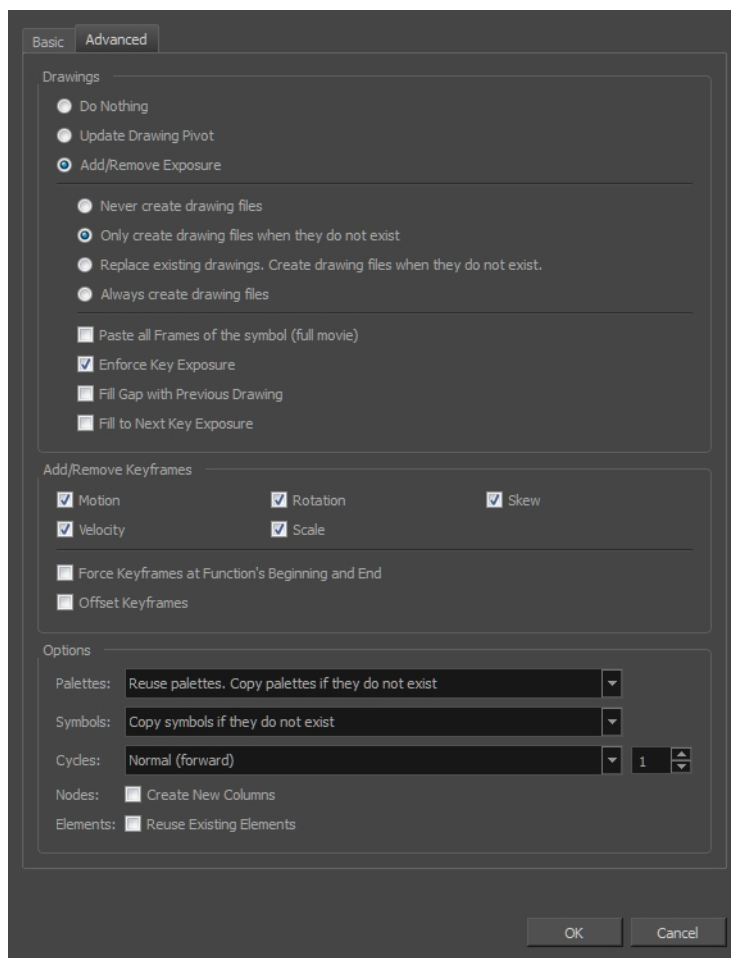 Basic Advanced
Drawings
Do Nothing
Update Drawing Pivot
Add/Remove Exposure
Never create drawing files
Only create drawing files when they do not exist
Replace existing drawings. Create drawing files when they do not exist.
Always create drawing files
Paste all Frames of the symbol (full movie)
Enforce Key Exposure
Fill Gap with Previous Drawing
Fill to Next Key Exposure
Add/Remove Keyframes
Motion Rotation Skew
Velocity Scale
Force Keyframes at Function's Beginning and End
Offset Keyframes
Options
Palettes: Reuse palettes. Copy palettes if they do not exist
Symbols: Copy symbols if they do not exist
Cycles: Normal (forward) 1
Nodes: Create New Columns
Elements: Reuse Existing Elements
OK Cancel